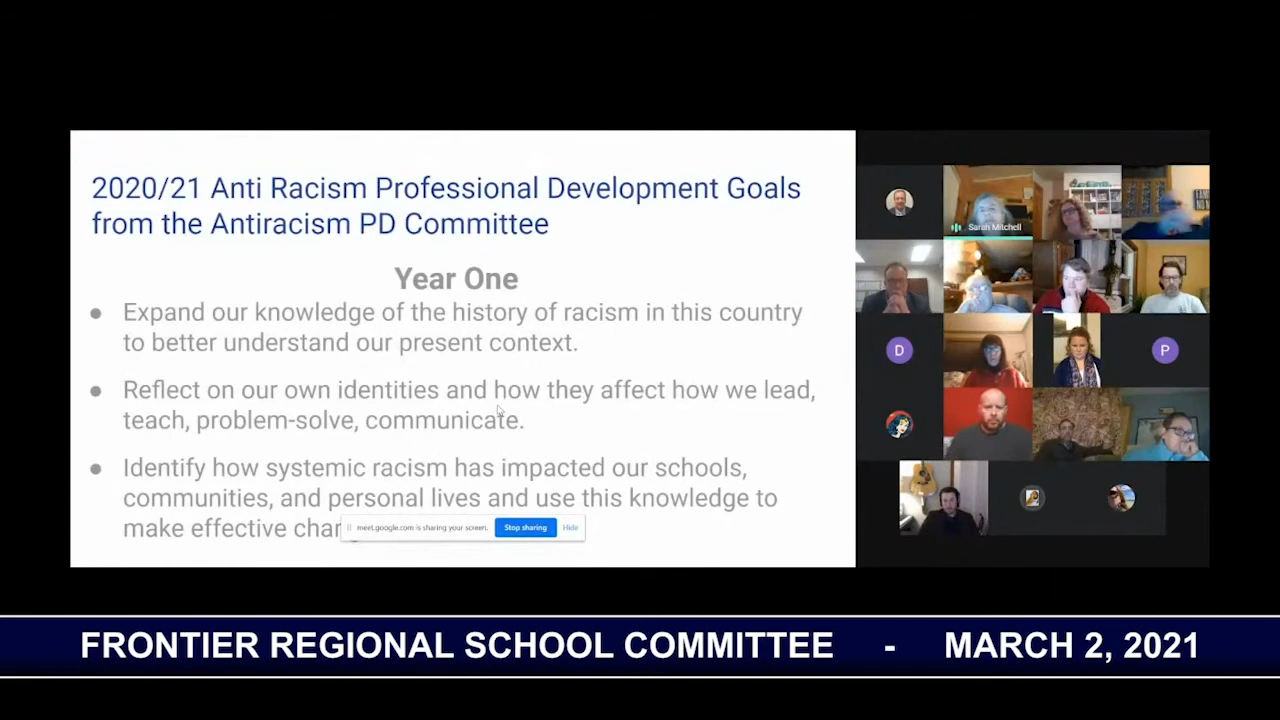 2020/21 Anti Racism Professional Development Goals
from the Antiracism PD Committee
Year One
● Expand our knowledge of the history of racism in this country
to better understand our present context.
● Reflect on our own identities and how they affect how we lead,
teach, problem-solve, communicate.
● Identify how systemic racism has impacted our schools,
communities, and personal lives and use this knowledge to
make effective
meet.google.com is sharing your screen. Stop sharing Hide
Sarah Mitchell
D
P
FRONTIER REGIONAL SCHOOL COMMITTEE - MARCH 2, 2021